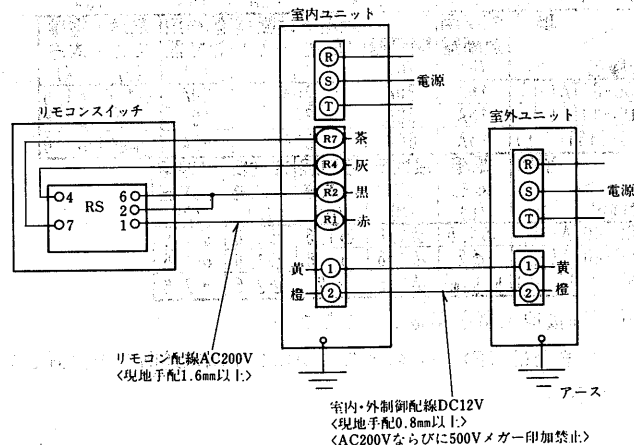 室内ユニット
R
S
T
電源
リモコンスイッチ
R7 茶
R4 灰
R2 黒
R1 赤
RS
4
7
6
2
1
黄 1
橙 2
室外ユニット
R
S
T
電源
1 黄
2 橙
リモコン配線AC200V
<現地手配1.6mm以上>
アース
室内・外制御配線DC12V
<現地手配0.8mm以上>
<AC200Vならびに500Vメガー印加禁止>